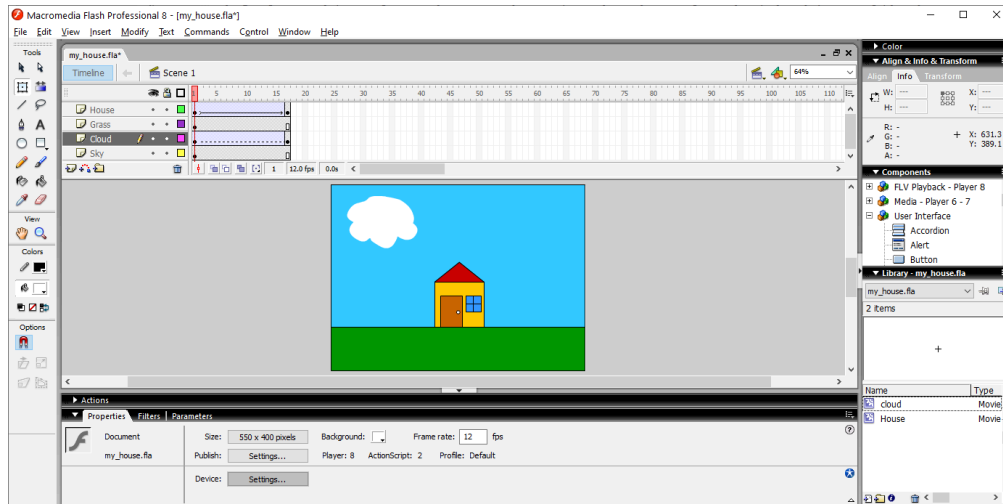 Macromedia Flash Professional 8 - [my_house.fla*]
File Edit View Insert Modify Text Commands Control Window Help
Tools
View
Colors
Options
my_house.fla*
Timeline
Scene 1
64%
1 5 10 15 20 25 30 35 40 45 50 55 60 65 70 75 80 85 90 95 100 105 110
House
Grass
Cloud
Sky
1 12.0 fps 0.0s
Actions
Properties Filters Parameters
Document
my_house.fla
Size: 550 x 400 pixels Background: Frame rate: 12 fps
Publish: Settings... Player: 8 ActionScript: 2 Profile: Default
Device: Settings...
Color
Align & Info & Transform
Align Info Transform
W: --- X: ---
H: --- Y: ---
R: -
G: -
B: -
A: -
+ X: 631.3
Y: 389.1
Components
FLV Playback - Player 8
Media - Player 6 - 7
User Interface
Accordion
Alert
Button
Library - my_house.fla
my_house.fla
2 items
Name Type
cloud Movie
House Movie